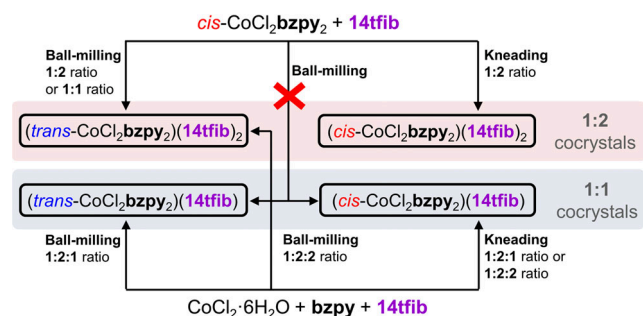 cis-CoCl₂bzpy₂ + 14tfib
Ball-milling
1:2 ratio
or 1:1 ratio
Ball-milling
Kneading
1:2 ratio
(trans-CoCl₂bzpy₂)(14tfib)₂
(cis-CoCl₂bzpy₂)(14tfib)₂
1:2
cocrystals
(trans-CoCl₂bzpy₂)(14tfib)
(cis-CoCl₂bzpy₂)(14tfib)
1:1
cocrystals
Ball-milling
1:2:1 ratio
Ball-milling
1:2:2 ratio
Kneading
1:2:1 ratio or
1:2:2 ratio
CoCl₂·6H₂O + bzpy + 14tfib